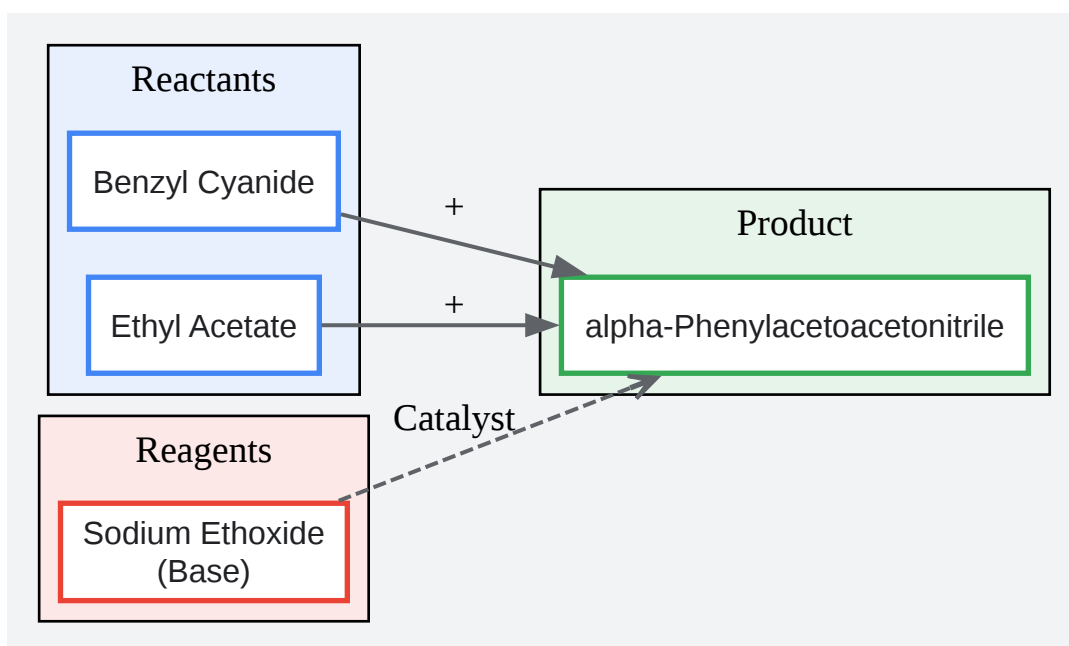 Reactants
Benzyl Cyanide
+
Product
Ethyl Acetate
+
alpha-Phenylacetoacetonitrile
Catalyst
Reagents
Sodium Ethoxide
(Base)